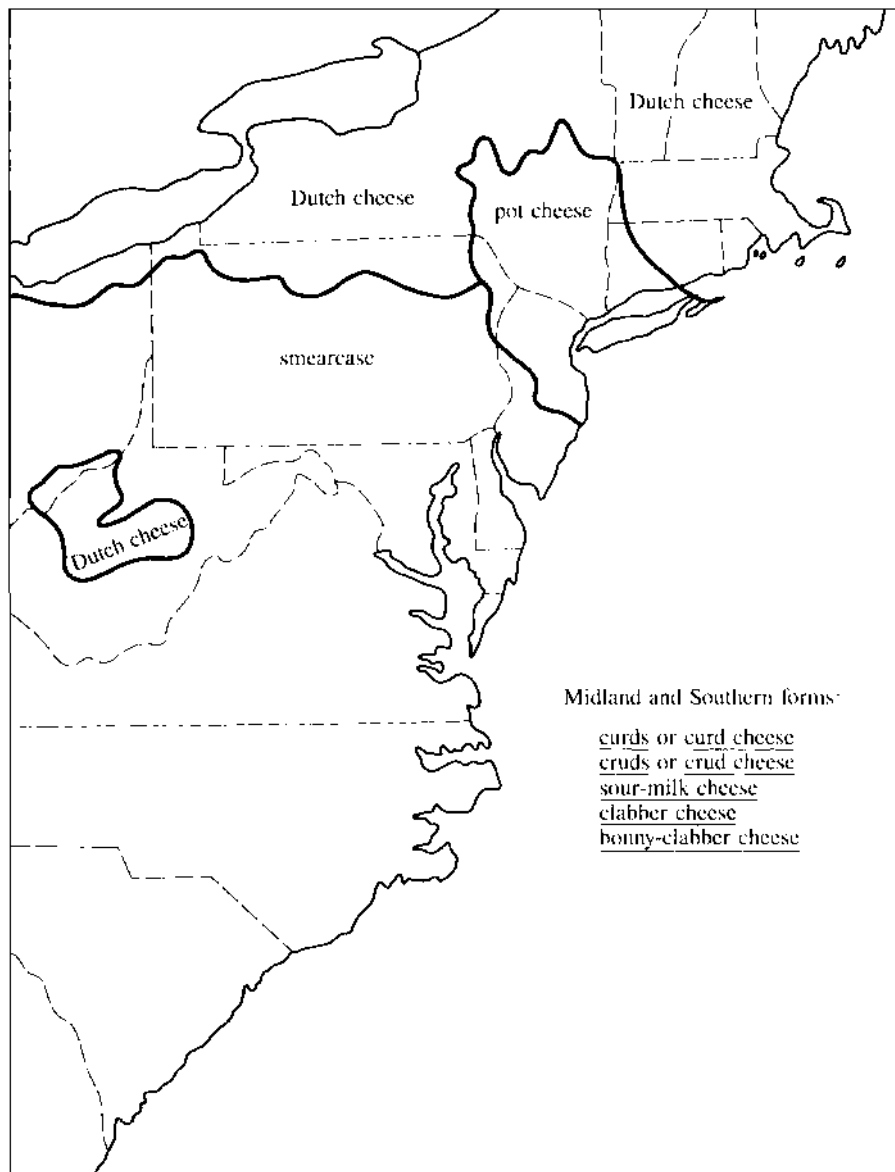 Dutch cheese
Dutch cheese
pot cheese
smearcase
Dutch cheese
Midland and Southern forms:
curds or curd cheese
cruds or crud cheese
sour-milk cheese
clabber cheese
bonny-clabber cheese